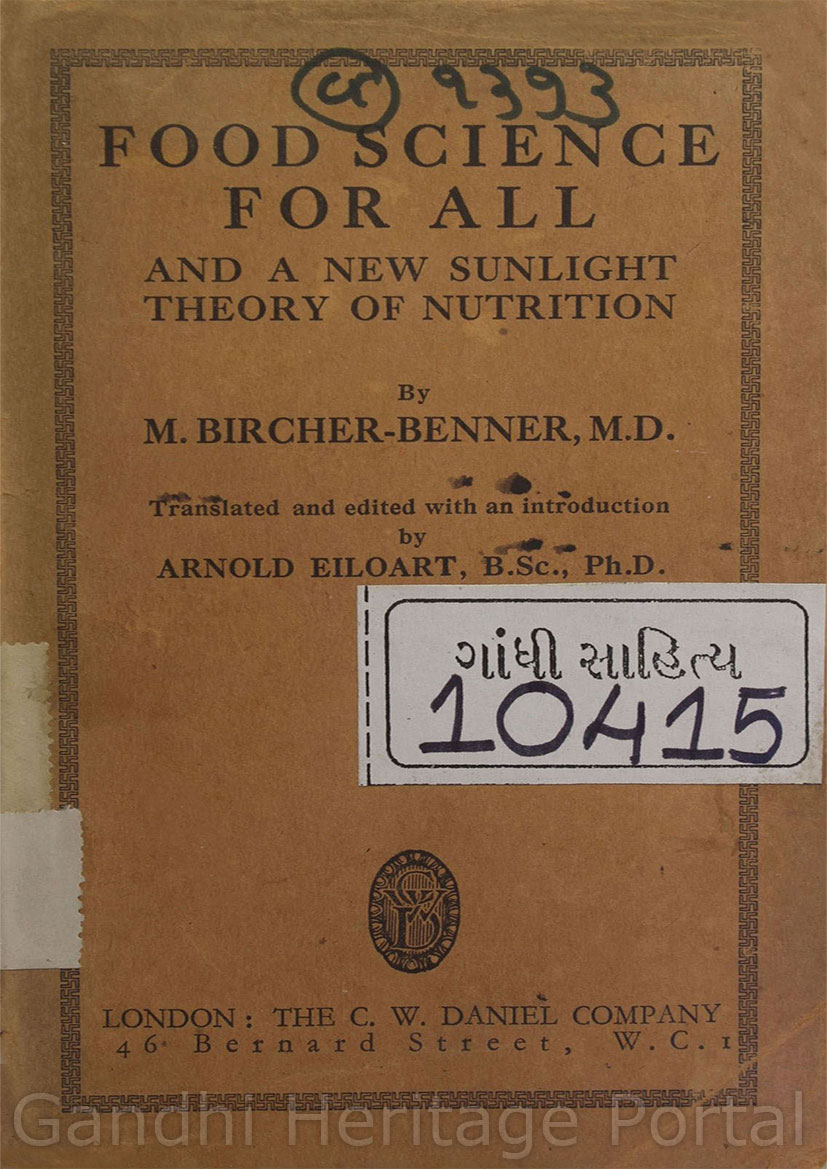 ૧૩૧૩
FOOD SCIENCE
FOR ALL
AND A NEW SUNLIGHT
THEORY OF NUTRITION
By
M. BIRCHER-BENNER, M.D.
Translated and edited with an introduction
by
ARNOLD EILOART, B.Sc., Ph.D.
ગાંધી સાહિત્ય
10415
LONDON: THE C. W. DANIEL COMPANY
46 Bernard Street, W.C.1
Gandhi Heritage Portal